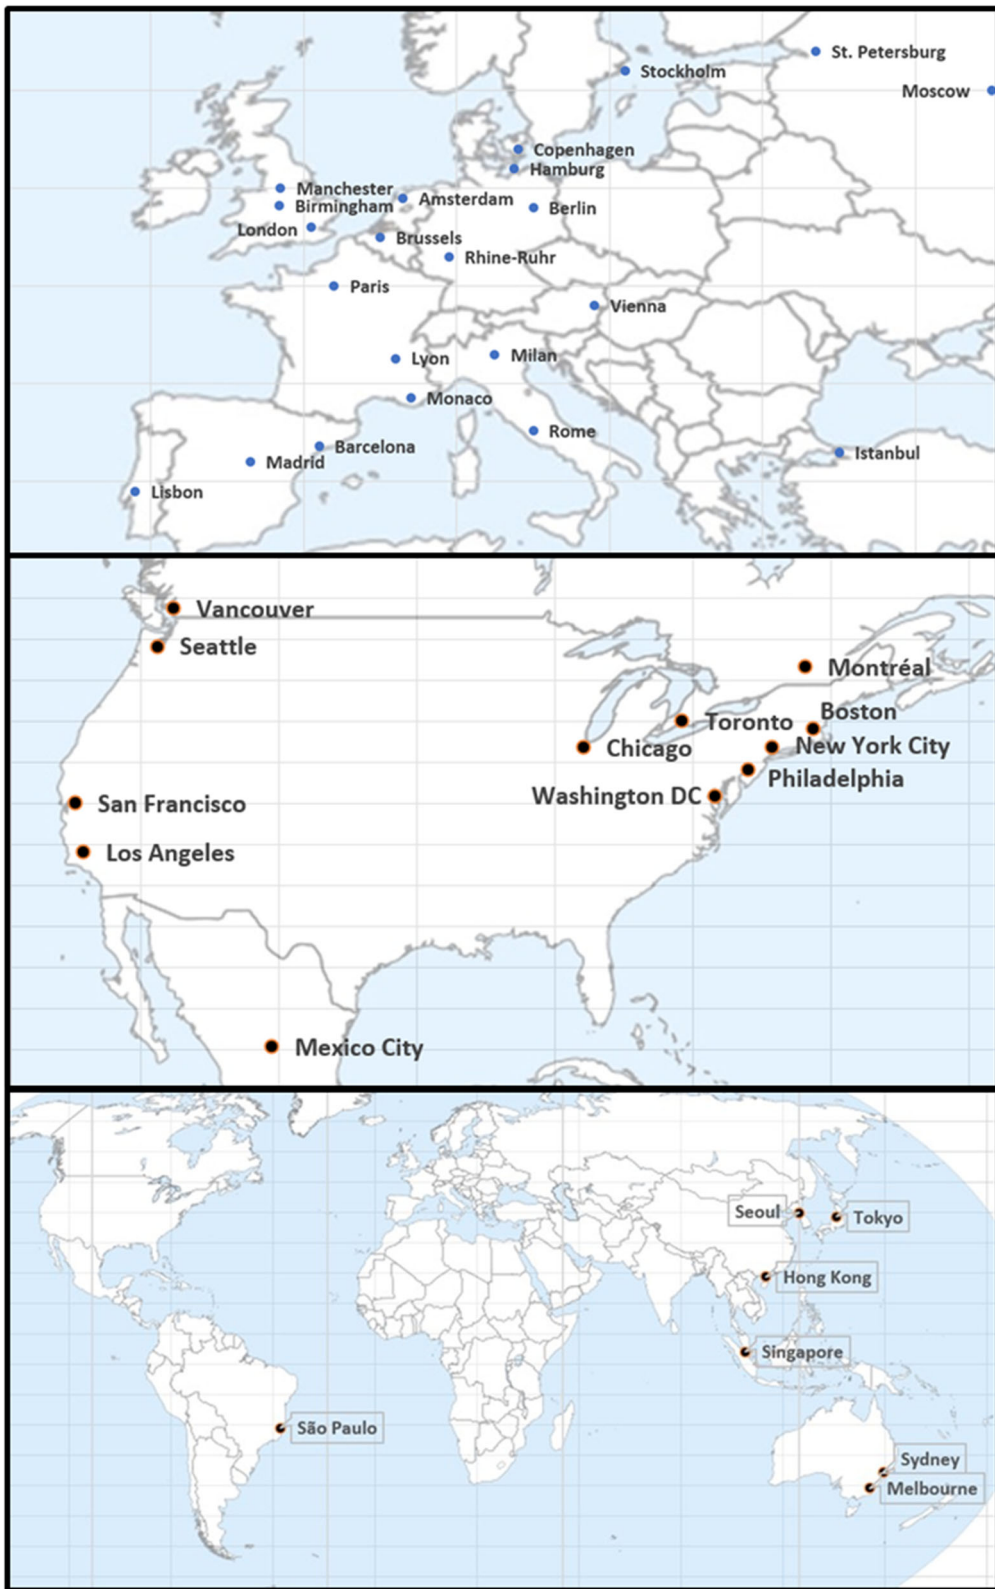 St. Petersburg
Stockholm
Moscow
Copenhagen
Hamburg
Manchester
Amsterdam
Birmingham
Berlin
London
Brussels
Rhine-Ruhr
Paris
Vienna
Lyon
Milan
Monaco
Rome
Barcelona
Istanbul
Madrid
Lisbon
Vancouver
Seattle
Montréal
Boston
Toronto
New York City
Chicago
Philadelphia
Washington DC
San Francisco
Los Angeles
Mexico City
Seoul
Tokyo
Hong Kong
Singapore
São Paulo
Sydney
Melbourne